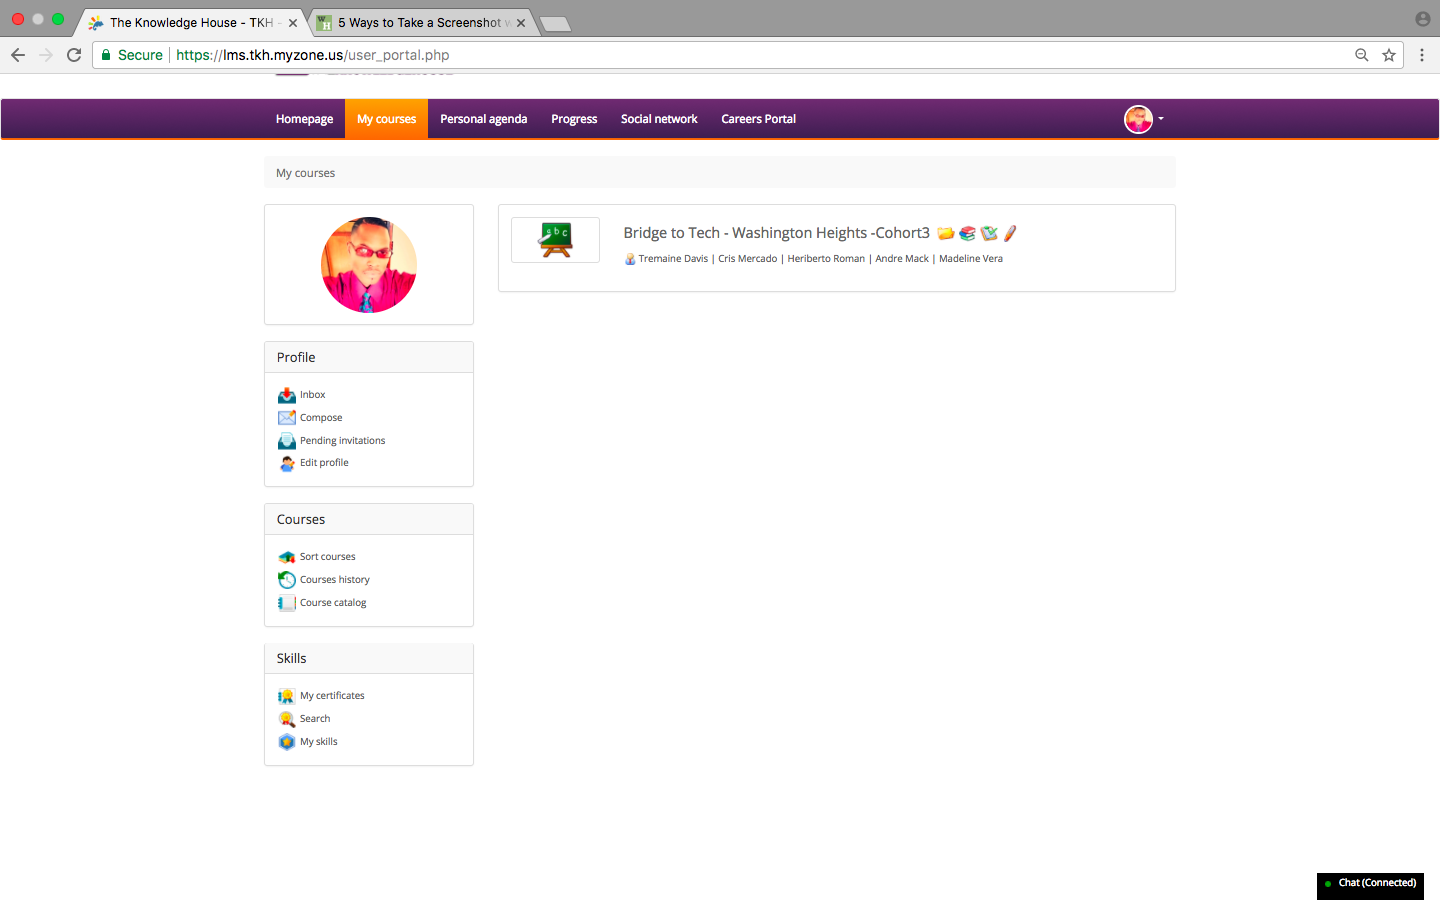 The Knowledge House - TKH -
5 Ways to Take a Screenshot w
Secure https://lms.tkh.myzone.us/user_portal.php
Homepage My courses Personal agenda Progress Social network Careers Portal
My courses
abc
Bridge to Tech - Washington Heights -Cohort3
Tremaine Davis | Cris Mercado | Heriberto Roman | Andre Mack | Madeline Vera
Profile
Inbox
Compose
Pending invitations
Edit profile
Courses
Sort courses
Courses history
Course catalog
Skills
My certificates
Search
My skills
Chat (Connected)